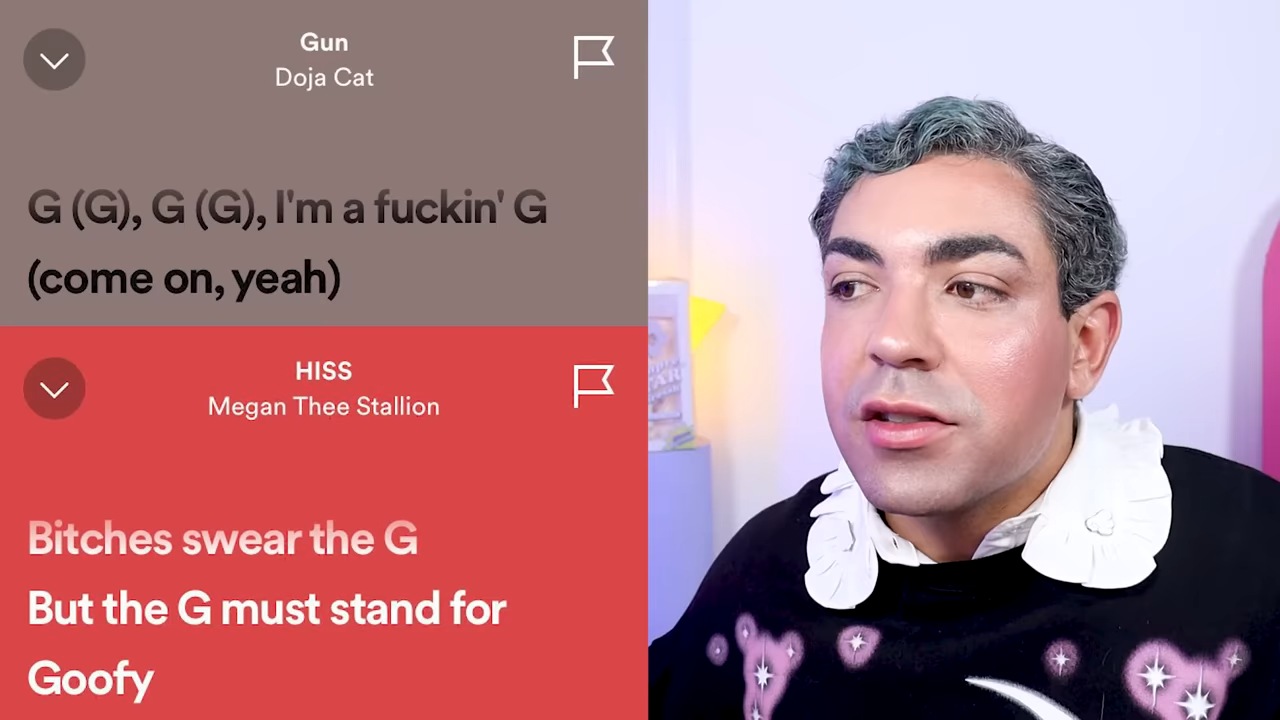 Gun
Doja Cat
G (G), G (G), I'm a fuckin' G
(come on, yeah)
HISS
Megan Thee Stallion
Bitches swear the G
But the G must stand for
Goofy